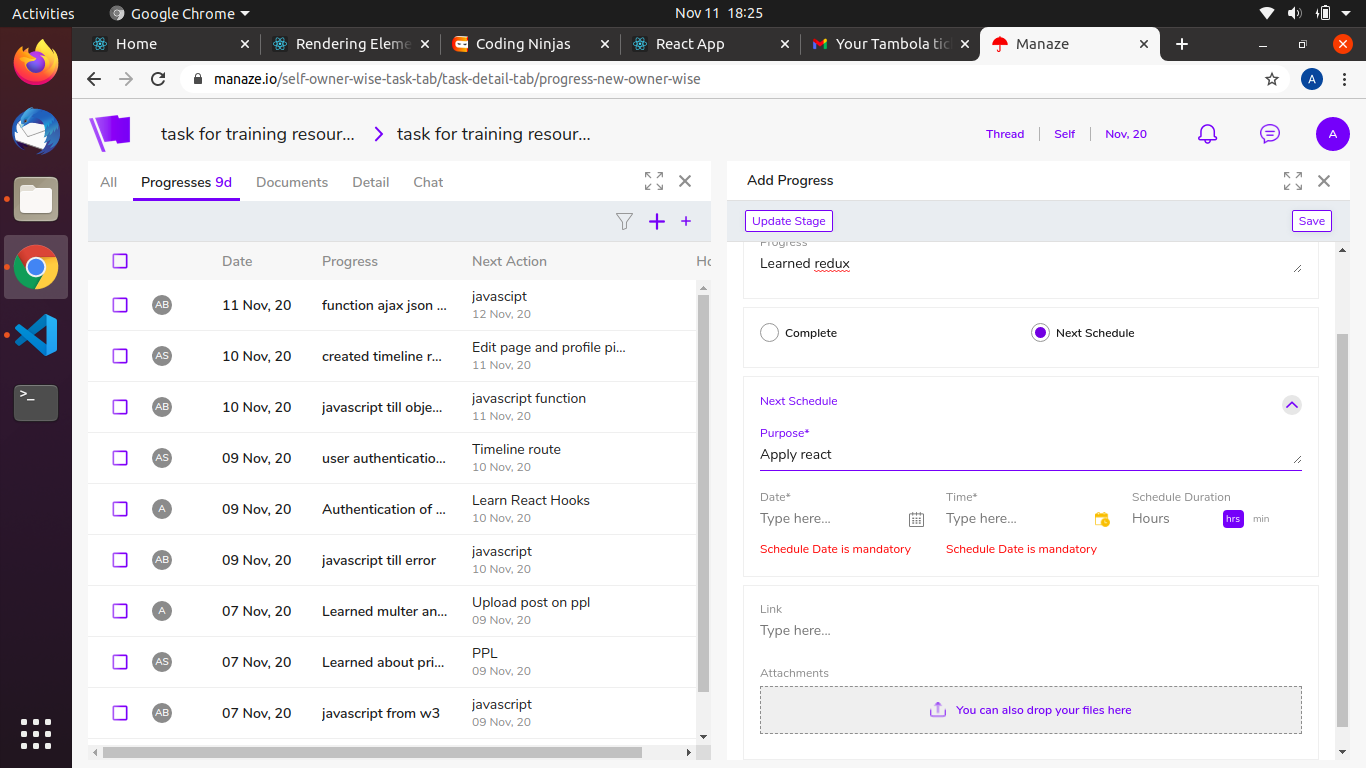 Activities
Google Chrome
Nov 11 18:25
Home
Rendering Eleme
Coding Ninjas
React App
Your Tambola tic
Manaze
manaze.io/self-owner-wise-task-tab/task-detail-tab/progress-new-owner-wise
A
task for training resour...
task for training resour...
Thread
Self
Nov, 20
A
All
Progresses 9d
Documents
Detail
Chat
Date
Progress
Next Action
Ho
AB
11 Nov, 20
function ajax json ...
javascipt
12 Nov, 20
AS
10 Nov, 20
created timeline r...
Edit page and profile pi...
11 Nov, 20
AB
10 Nov, 20
javascript till obje...
javascript function
11 Nov, 20
AS
09 Nov, 20
user authenticatio...
Timeline route
10 Nov, 20
A
09 Nov, 20
Authentication of ...
Learn React Hooks
10 Nov, 20
AB
09 Nov, 20
javascript till error
javascript
10 Nov, 20
A
07 Nov, 20
Learned multer an...
Upload post on ppl
09 Nov, 20
AS
07 Nov, 20
Learned about pri...
PPL
09 Nov, 20
AB
07 Nov, 20
javascript from w3
javascript
09 Nov, 20
Add Progress
Update Stage
Save
Progress
Learned redux
Complete
Next Schedule
Next Schedule
Purpose*
Apply react
Date*
Time*
Schedule Duration
Type here...
Type here...
Hours
hrs
min
Schedule Date is mandatory
Schedule Date is mandatory
Link
Type here...
Attachments
You can also drop your files here